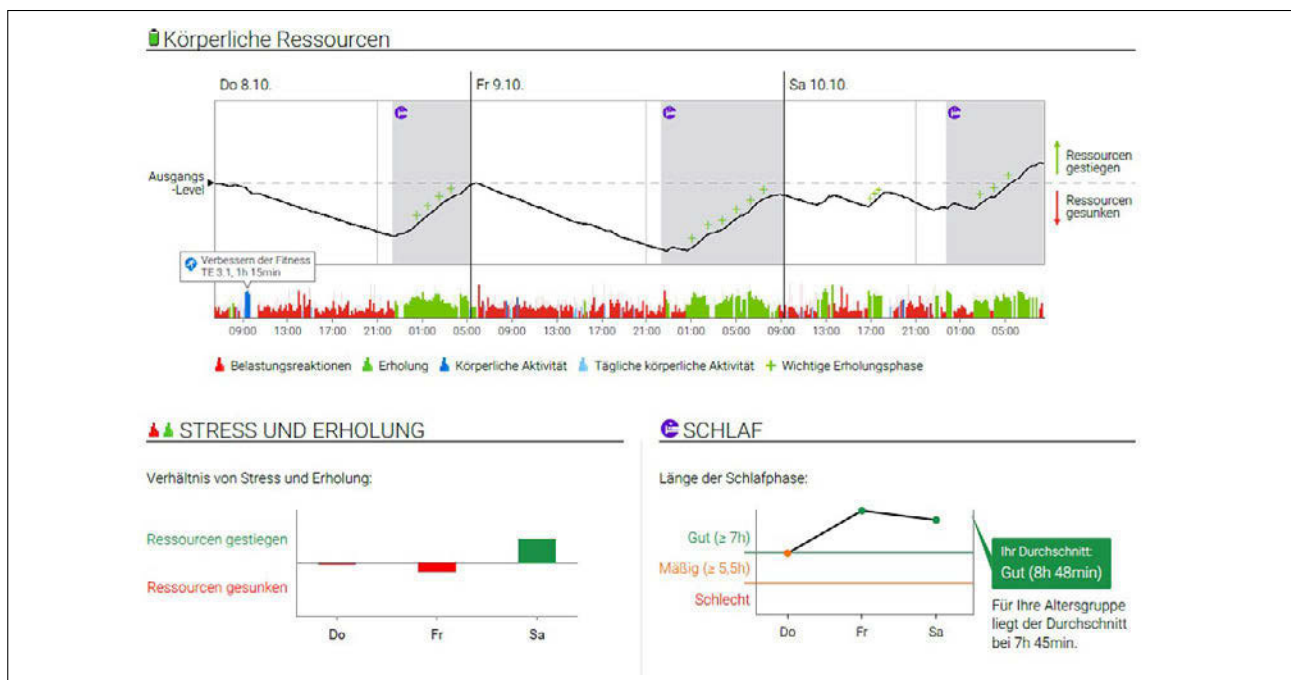 Körperliche Ressourcen
Do 8.10.
Fr 9.10.
Sa 10.10.
Ausgangs
-Level
Ressourcen
gestiegen
Ressourcen
gesunken
Verbessern der Fitness
TE 3.1, 1h 15min
09:00 13:00 17:00 21:00 01:00 05:00 09:00 13:00 17:00 21:00 01:00 05:00 09:00 13:00 17:00 21:00 01:00 05:00
Belastungsreaktionen Erholung Körperliche Aktivität Tägliche körperliche Aktivität Wichtige Erholungsphase
STRESS UND ERHOLUNG
Verhältnis von Stress und Erholung:
Ressourcen gestiegen
Ressourcen gesunken
Do Fr Sa
SCHLAF
Länge der Schlafphase:
Gut (≥ 7h)
Mäßig (≥ 5,5h)
Schlecht
Do Fr Sa
Ihr Durchschnitt:
Gut (8h 48min)
Für Ihre Altersgruppe
liegt der Durchschnitt
bei 7h 45min.